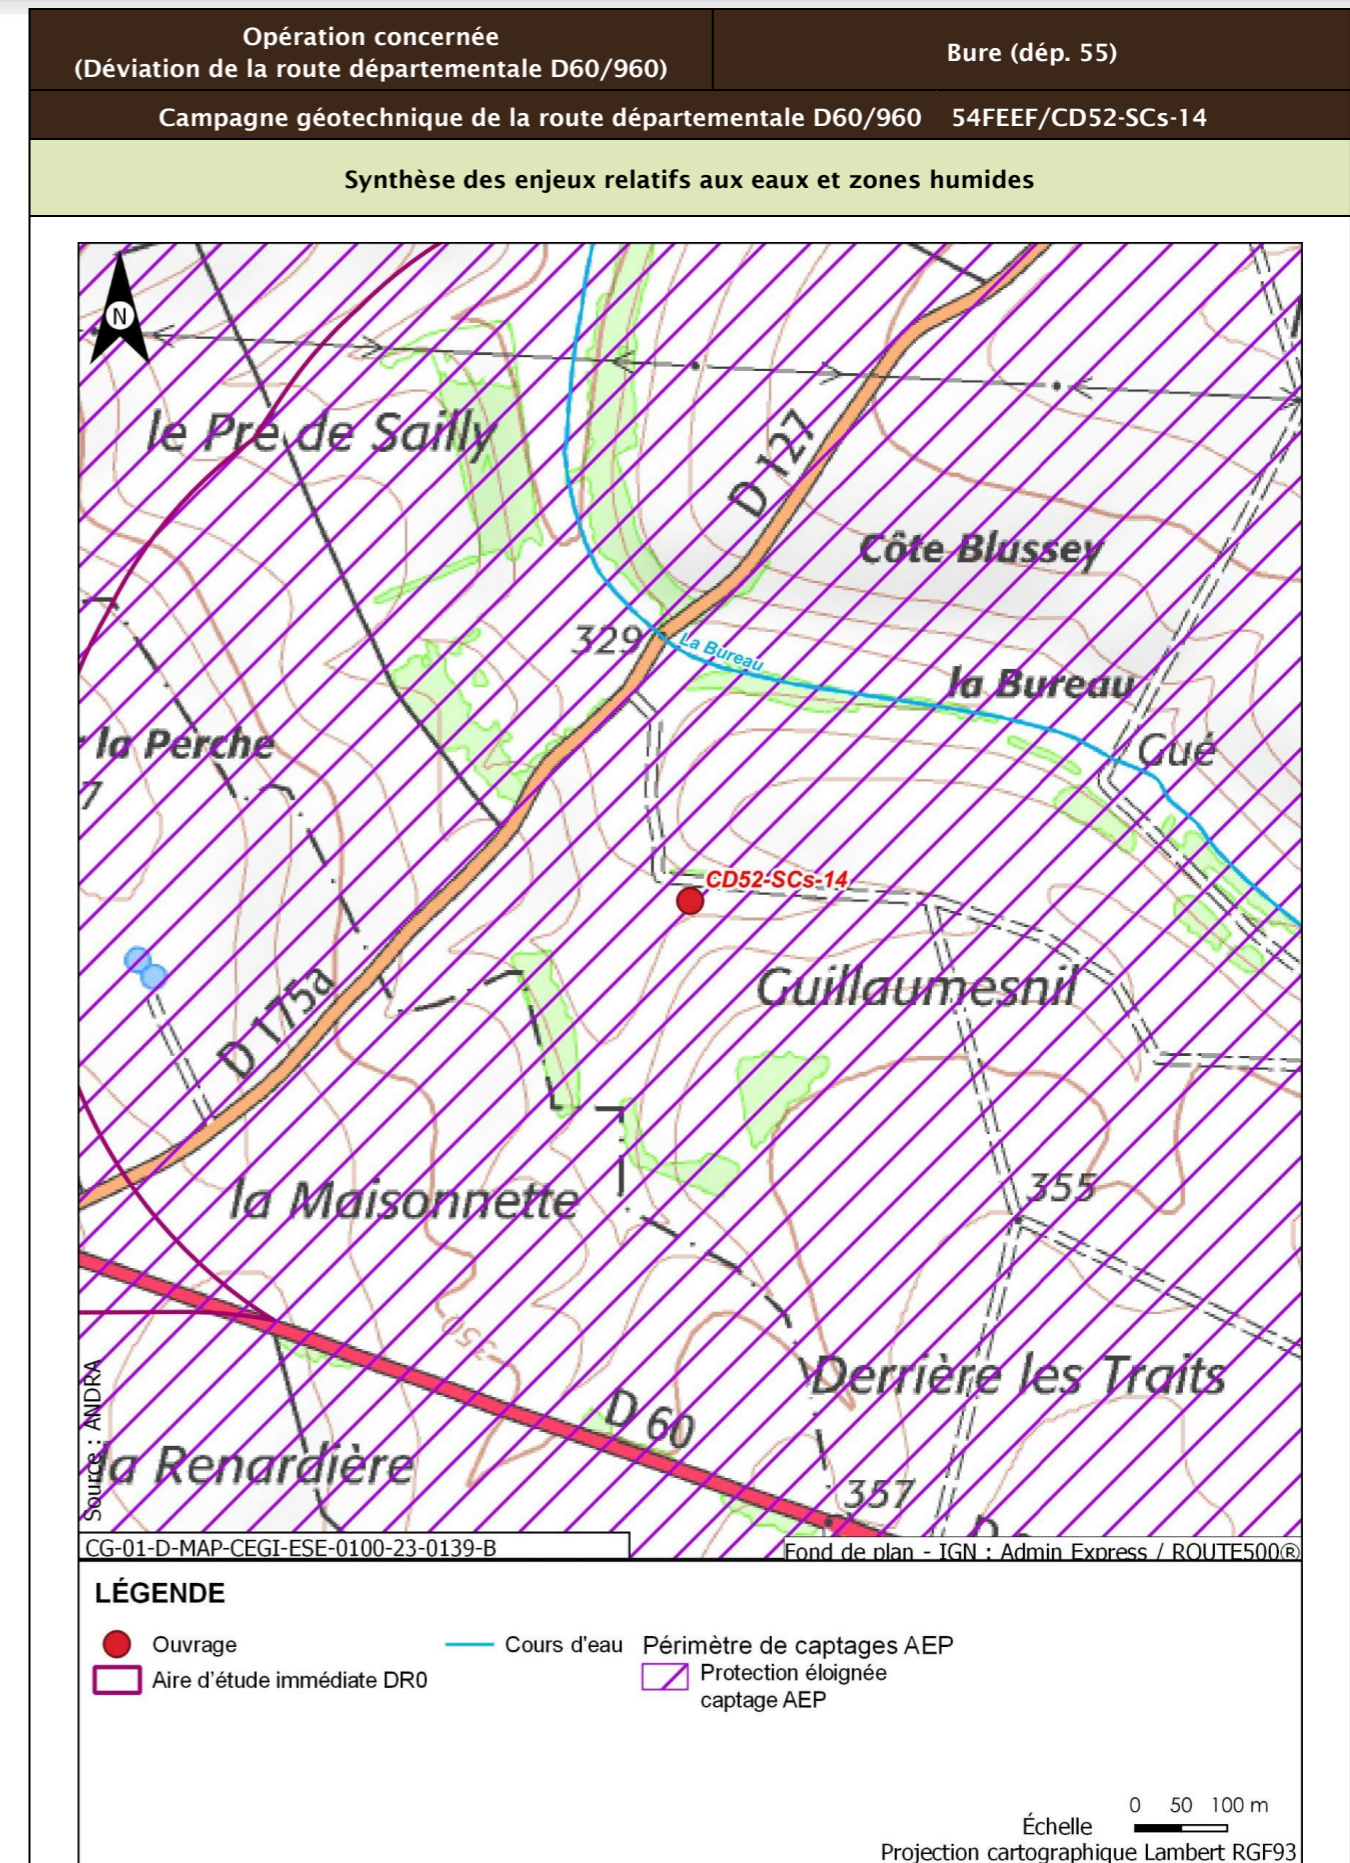 Opération concernée
(Déviation de la route départementale D60/960)
Bure (dép. 55)
Campagne géotechnique de la route départementale D60/960 54FEEF/CD52-SCs-14
Synthèse des enjeux relatifs aux eaux et zones humides
N
le Pré de Sailly
D 127
Côte Blussey
329
La Bureau
la Bureau
Gué
la Perche
7
CD52-SCs-14
Guillaumesnil
D 175a
355
la Maisonnette
350
Derrière les Traits
D 60
la Renardière
357
Source : ANDRA
CG-01-D-MAP-CEGI-ESE-0100-23-0139-B
Fond de plan - IGN : Admin Express / ROUTE500®
LÉGENDE
Ouvrage
Cours d'eau
Périmètre de captages AEP
Aire d'étude immédiate DR0
Protection éloignée
captage AEP
0 50 100 m
Échelle
Projection cartographique Lambert RGF93